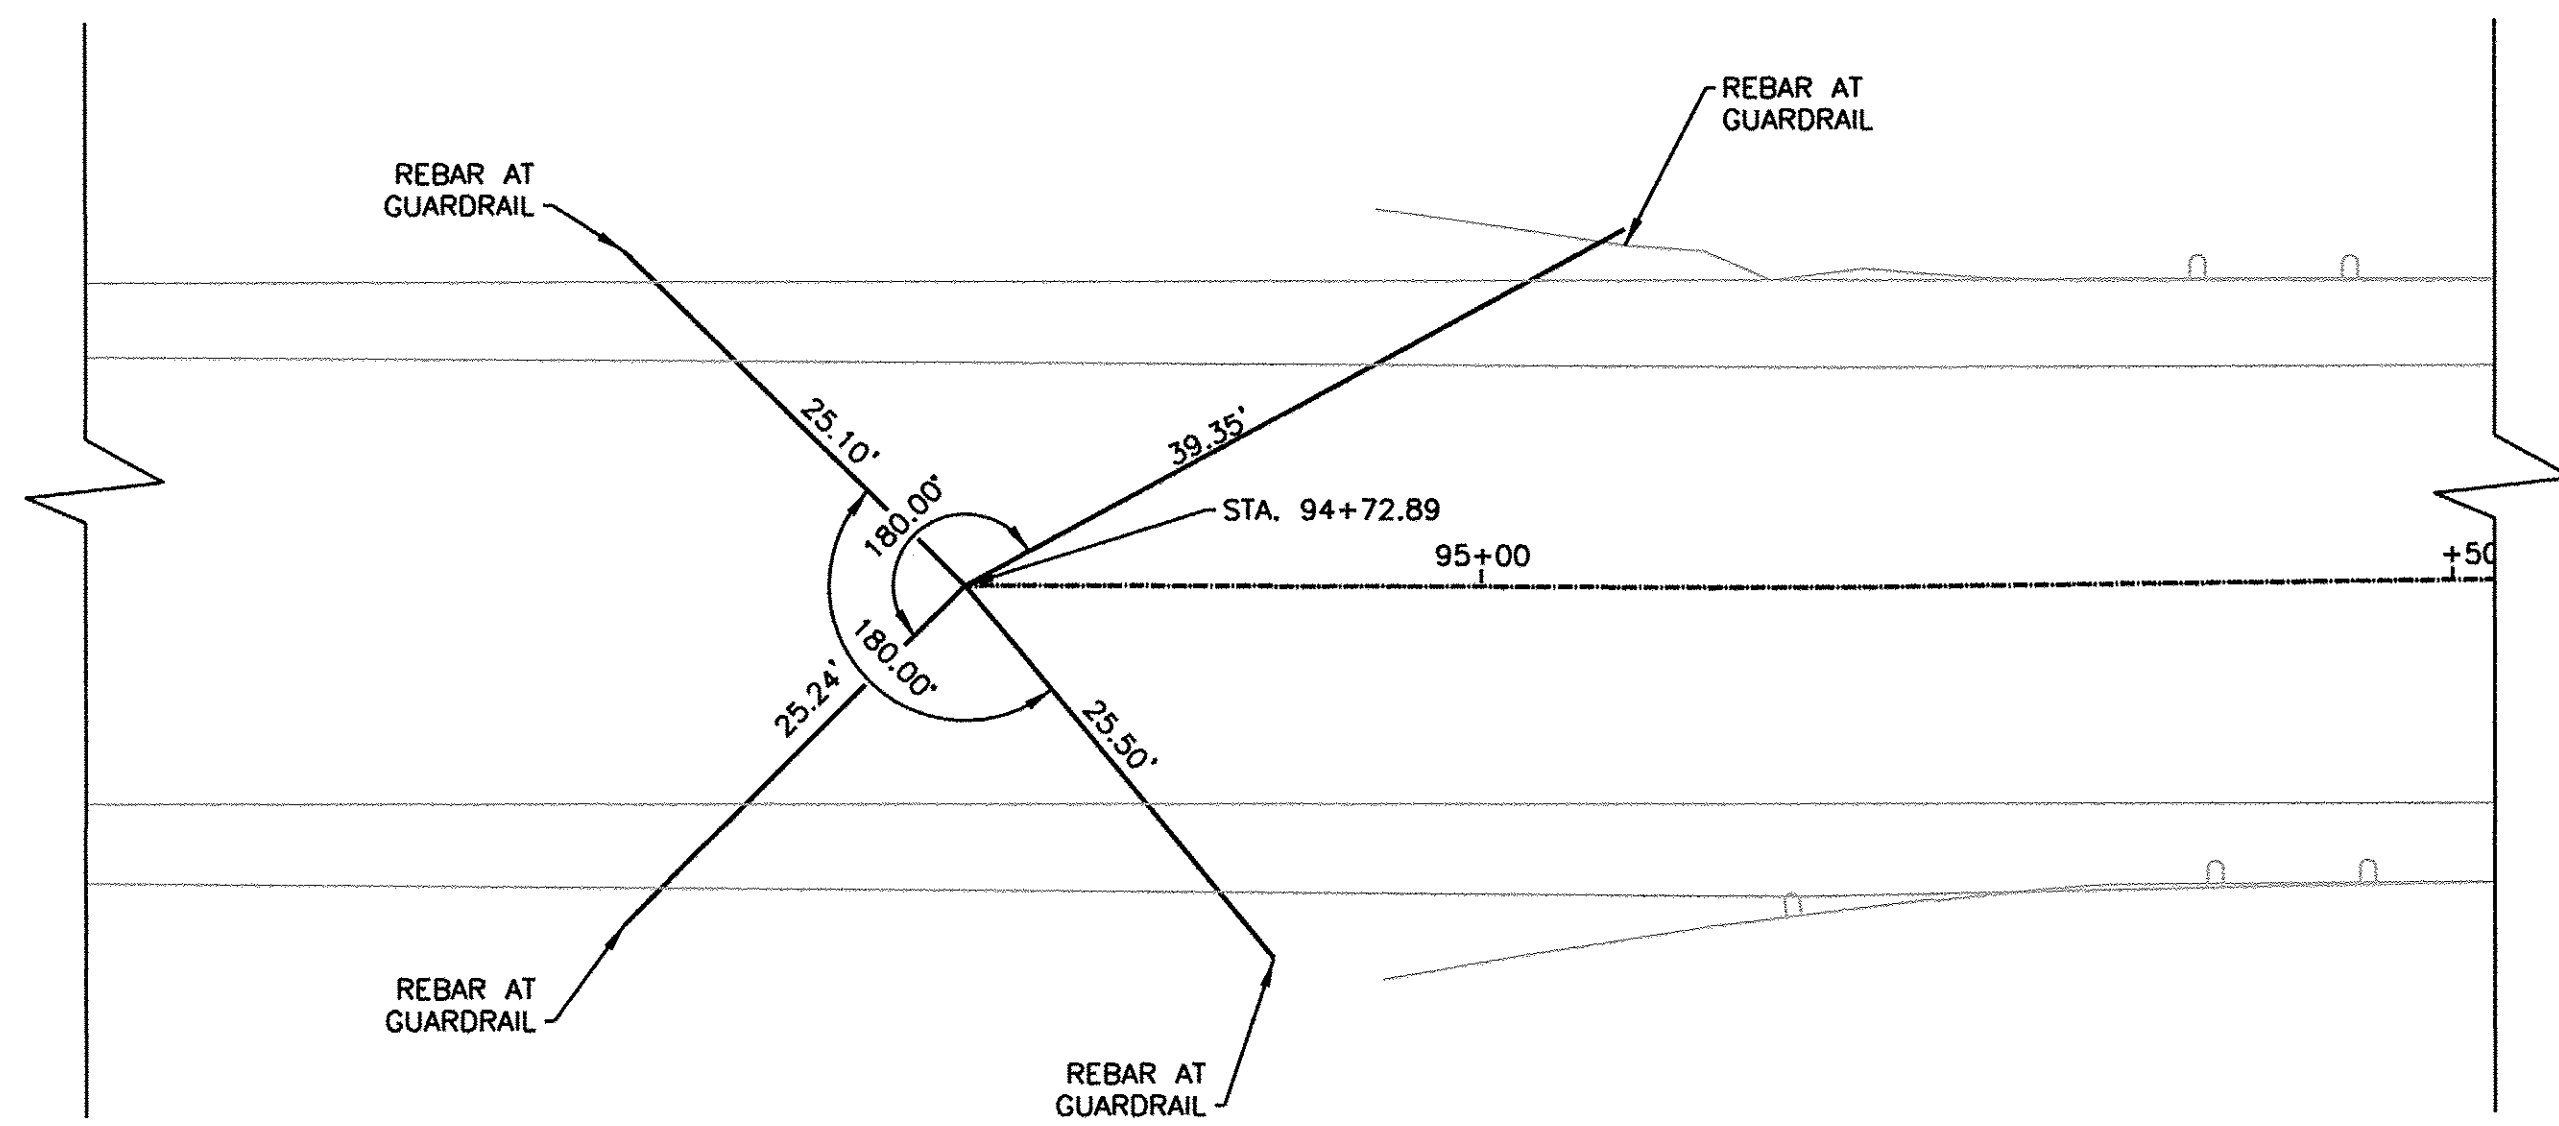 REBAR AT
GUARDRAIL
REBAR AT
GUARDRAIL
25.10'
39.35'
180.00°
STA. 94+72.89
95+00
+50
180.00°
25.24'
25.50'
REBAR AT
GUARDRAIL
REBAR AT
GUARDRAIL